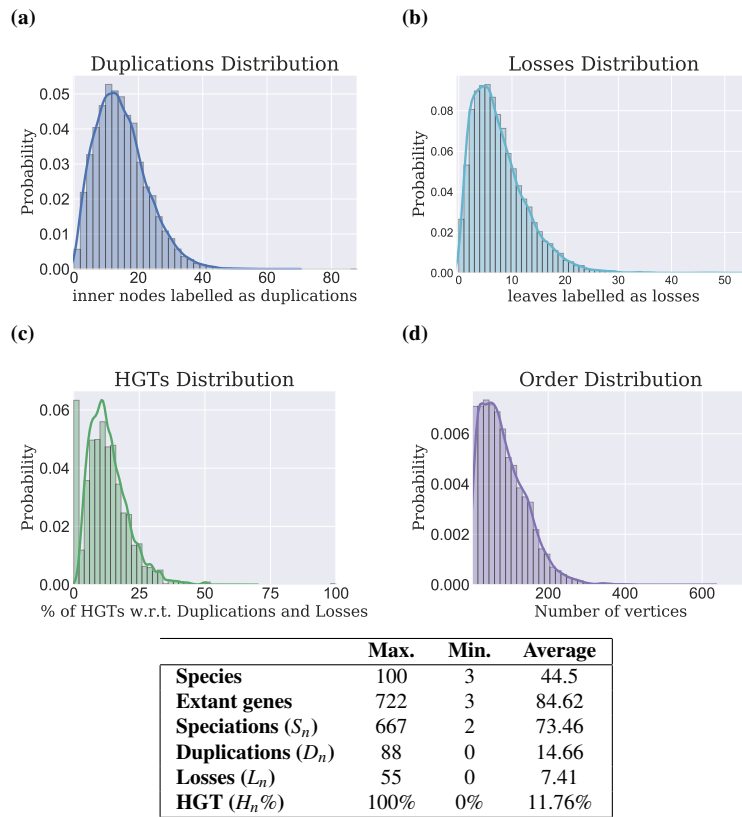 (a)
Duplications Distribution
0.05
0.04
0.03
0.02
0.01
0.00
Probability
0 20 40 60 80
inner nodes labelled as duplications
(b)
Losses Distribution
0.08
0.06
0.04
0.02
0.00
Probability
0 10 20 30 40 50
leaves labelled as losses
(c)
HGTs Distribution
0.06
0.04
0.02
0.00
Probability
0 25 50 75 100
% of HGTs w.r.t. Duplications and Losses
(d)
Order Distribution
0.006
0.004
0.002
0.000
Probability
200 400 600
Number of vertices
Max. Min. Average
Species 100 3 44.5
Extant genes 722 3 84.62
Speciations (Sn) 667 2 73.46
Duplications (Dn) 88 0 14.66
Losses (Ln) 55 0 7.41
HGT (Hn%) 100% 0% 11.76%